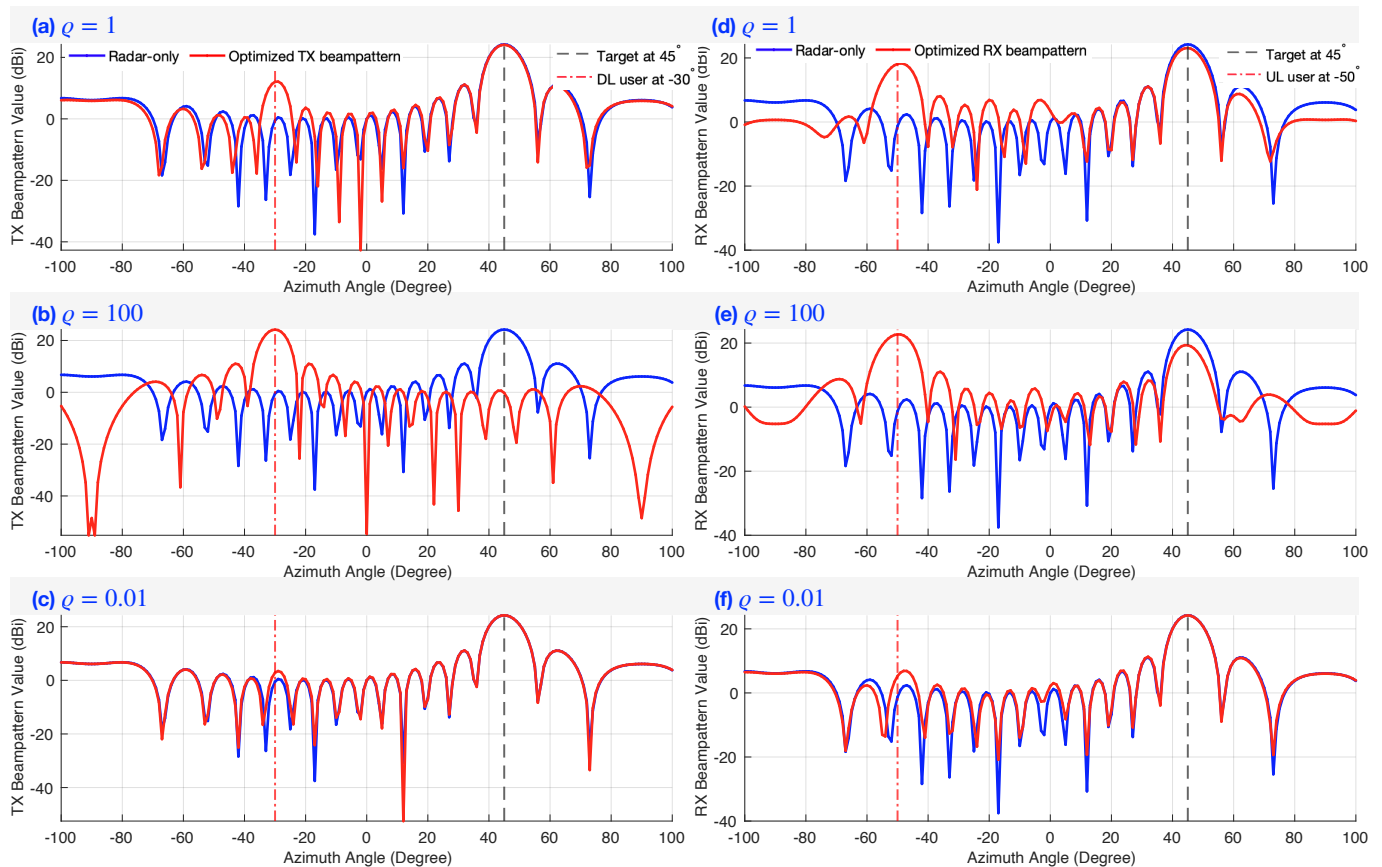 (a) ϱ = 1
Radar-only
Optimized TX beampattern
Target at 45°
DL user at -30°
TX Beampattern Value (dBi)
20
0
-20
-40
-100 -80 -60 -40 -20 0 20 40 60 80 100
Azimuth Angle (Degree)
(d) ϱ = 1
Radar-only
Optimized RX beampattern
Target at 45°
UL user at -50°
RX Beampattern Value (dBi)
20
0
-20
-40
-100 -80 -60 -40 -20 0 20 40 60 80 100
Azimuth Angle (Degree)
(b) ϱ = 100
TX Beampattern Value (dBi)
20
0
-20
-40
-100 -80 -60 -40 -20 0 20 40 60 80 100
Azimuth Angle (Degree)
(e) ϱ = 100
RX Beampattern Value (dBi)
20
0
-20
-40
-100 -80 -60 -40 -20 0 20 40 60 80 100
Azimuth Angle (Degree)
(c) ϱ = 0.01
TX Beampattern Value (dBi)
20
0
-20
-40
-100 -80 -60 -40 -20 0 20 40 60 80 100
Azimuth Angle (Degree)
(f) ϱ = 0.01
RX Beampattern Value (dBi)
20
0
-20
-40
-100 -80 -60 -40 -20 0 20 40 60 80 100
Azimuth Angle (Degree)